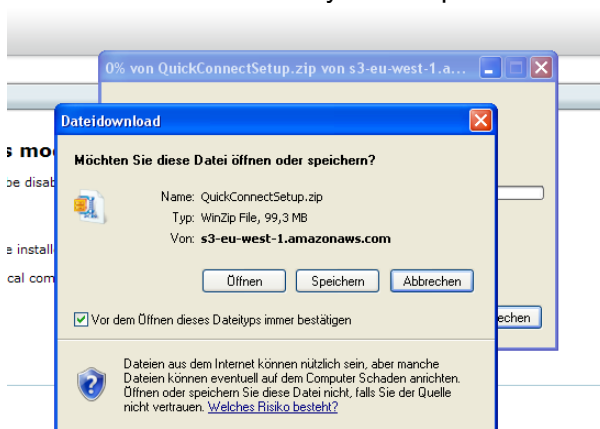 0% von QuickConnectSetup.zip von s3-eu-west-1.a...
Dateidownload
s mo
Möchten Sie diese Datei öffnen oder speichern?
be disab
Name: QuickConnectSetup.zip
Typ: WinZip File, 99,3 MB
Von: s3-eu-west-1.amazonaws.com
e install
cal com
Öffnen Speichern Abbrechen
Vor dem Öffnen dieses Dateityps immer bestätigen
echen
Dateien aus dem Internet können nützlich sein, aber manche
Dateien können eventuell auf dem Computer Schaden anrichten.
Öffnen oder speichern Sie diese Datei nicht, falls Sie der Quelle
nicht vertrauen. Welches Risiko besteht?